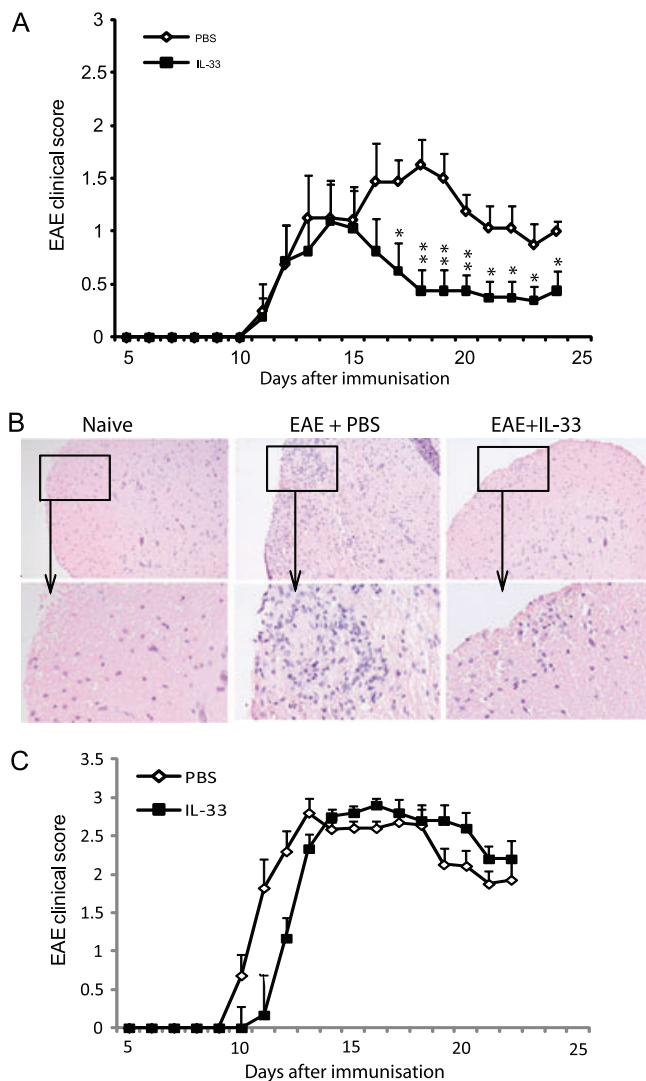 A
3
2.5
2
1.5
1
0.5
0
EAE clinical score
PBS
IL-33
*
**
**
**
*
*
*
*
5
10
15
20
25
Days after immunisation
B
Naive
EAE + PBS
EAE+IL-33
C
3.5
3
2.5
2
1.5
1
0.5
0
EAE clinical score
PBS
IL-33
5
10
15
20
25
Days after immunisation